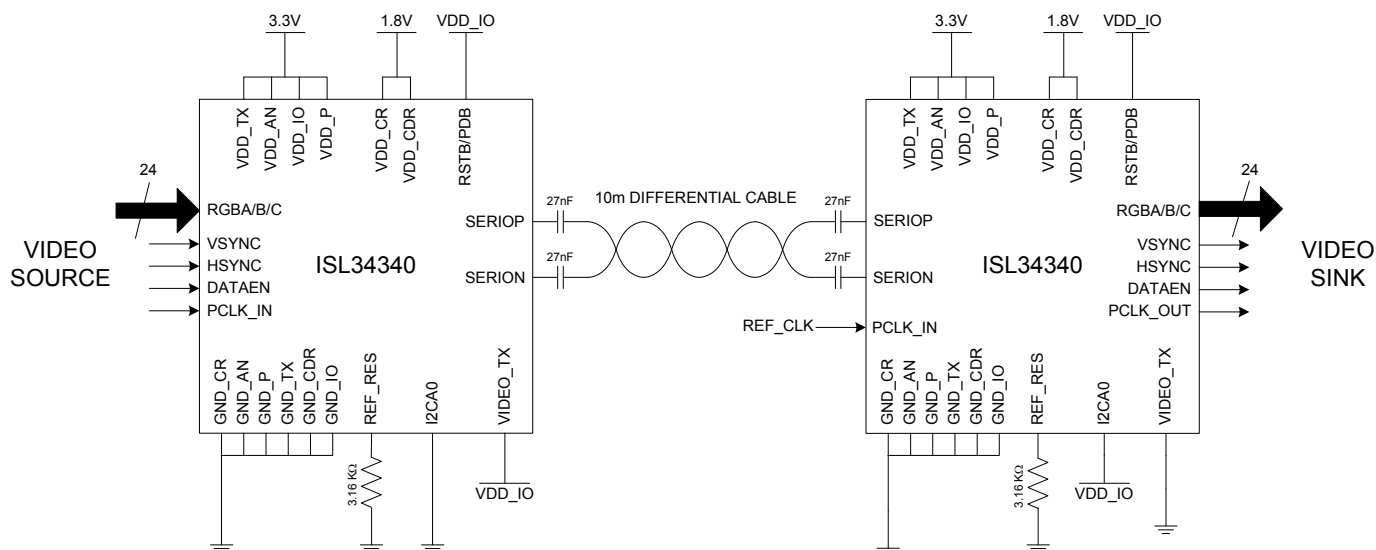 3.3V
1.8V
VDD_IO
VDD_TX
VDD_AN
VDD_IO
VDD_P
VDD_CR
VDD_CDR
RSTB/PDB
24
RGBA/B/C
VIDEO
SOURCE
VSYNC
HSYNC
DATAEN
PCLK_IN
ISL34340
SERIOP
SERION
GND_CR
GND_AN
GND_P
GND_TX
GND_CDR
GND_IO
REF_RES
I2CA0
VIDEO_TX
3.16 KΩ
VDD_IO
27nF
27nF
10m DIFFERENTIAL CABLE
27nF
27nF
REF_CLK
3.3V
1.8V
VDD_IO
VDD_TX
VDD_AN
VDD_IO
VDD_P
VDD_CR
VDD_CDR
RSTB/PDB
SERIOP
SERION
PCLK_IN
ISL34340
24
RGBA/B/C
VSYNC
HSYNC
DATAEN
PCLK_OUT
VIDEO
SINK
GND_CR
GND_AN
GND_P
GND_TX
GND_CDR
GND_IO
REF_RES
I2CA0
VIDEO_TX
3.16 KΩ
VDD_IO